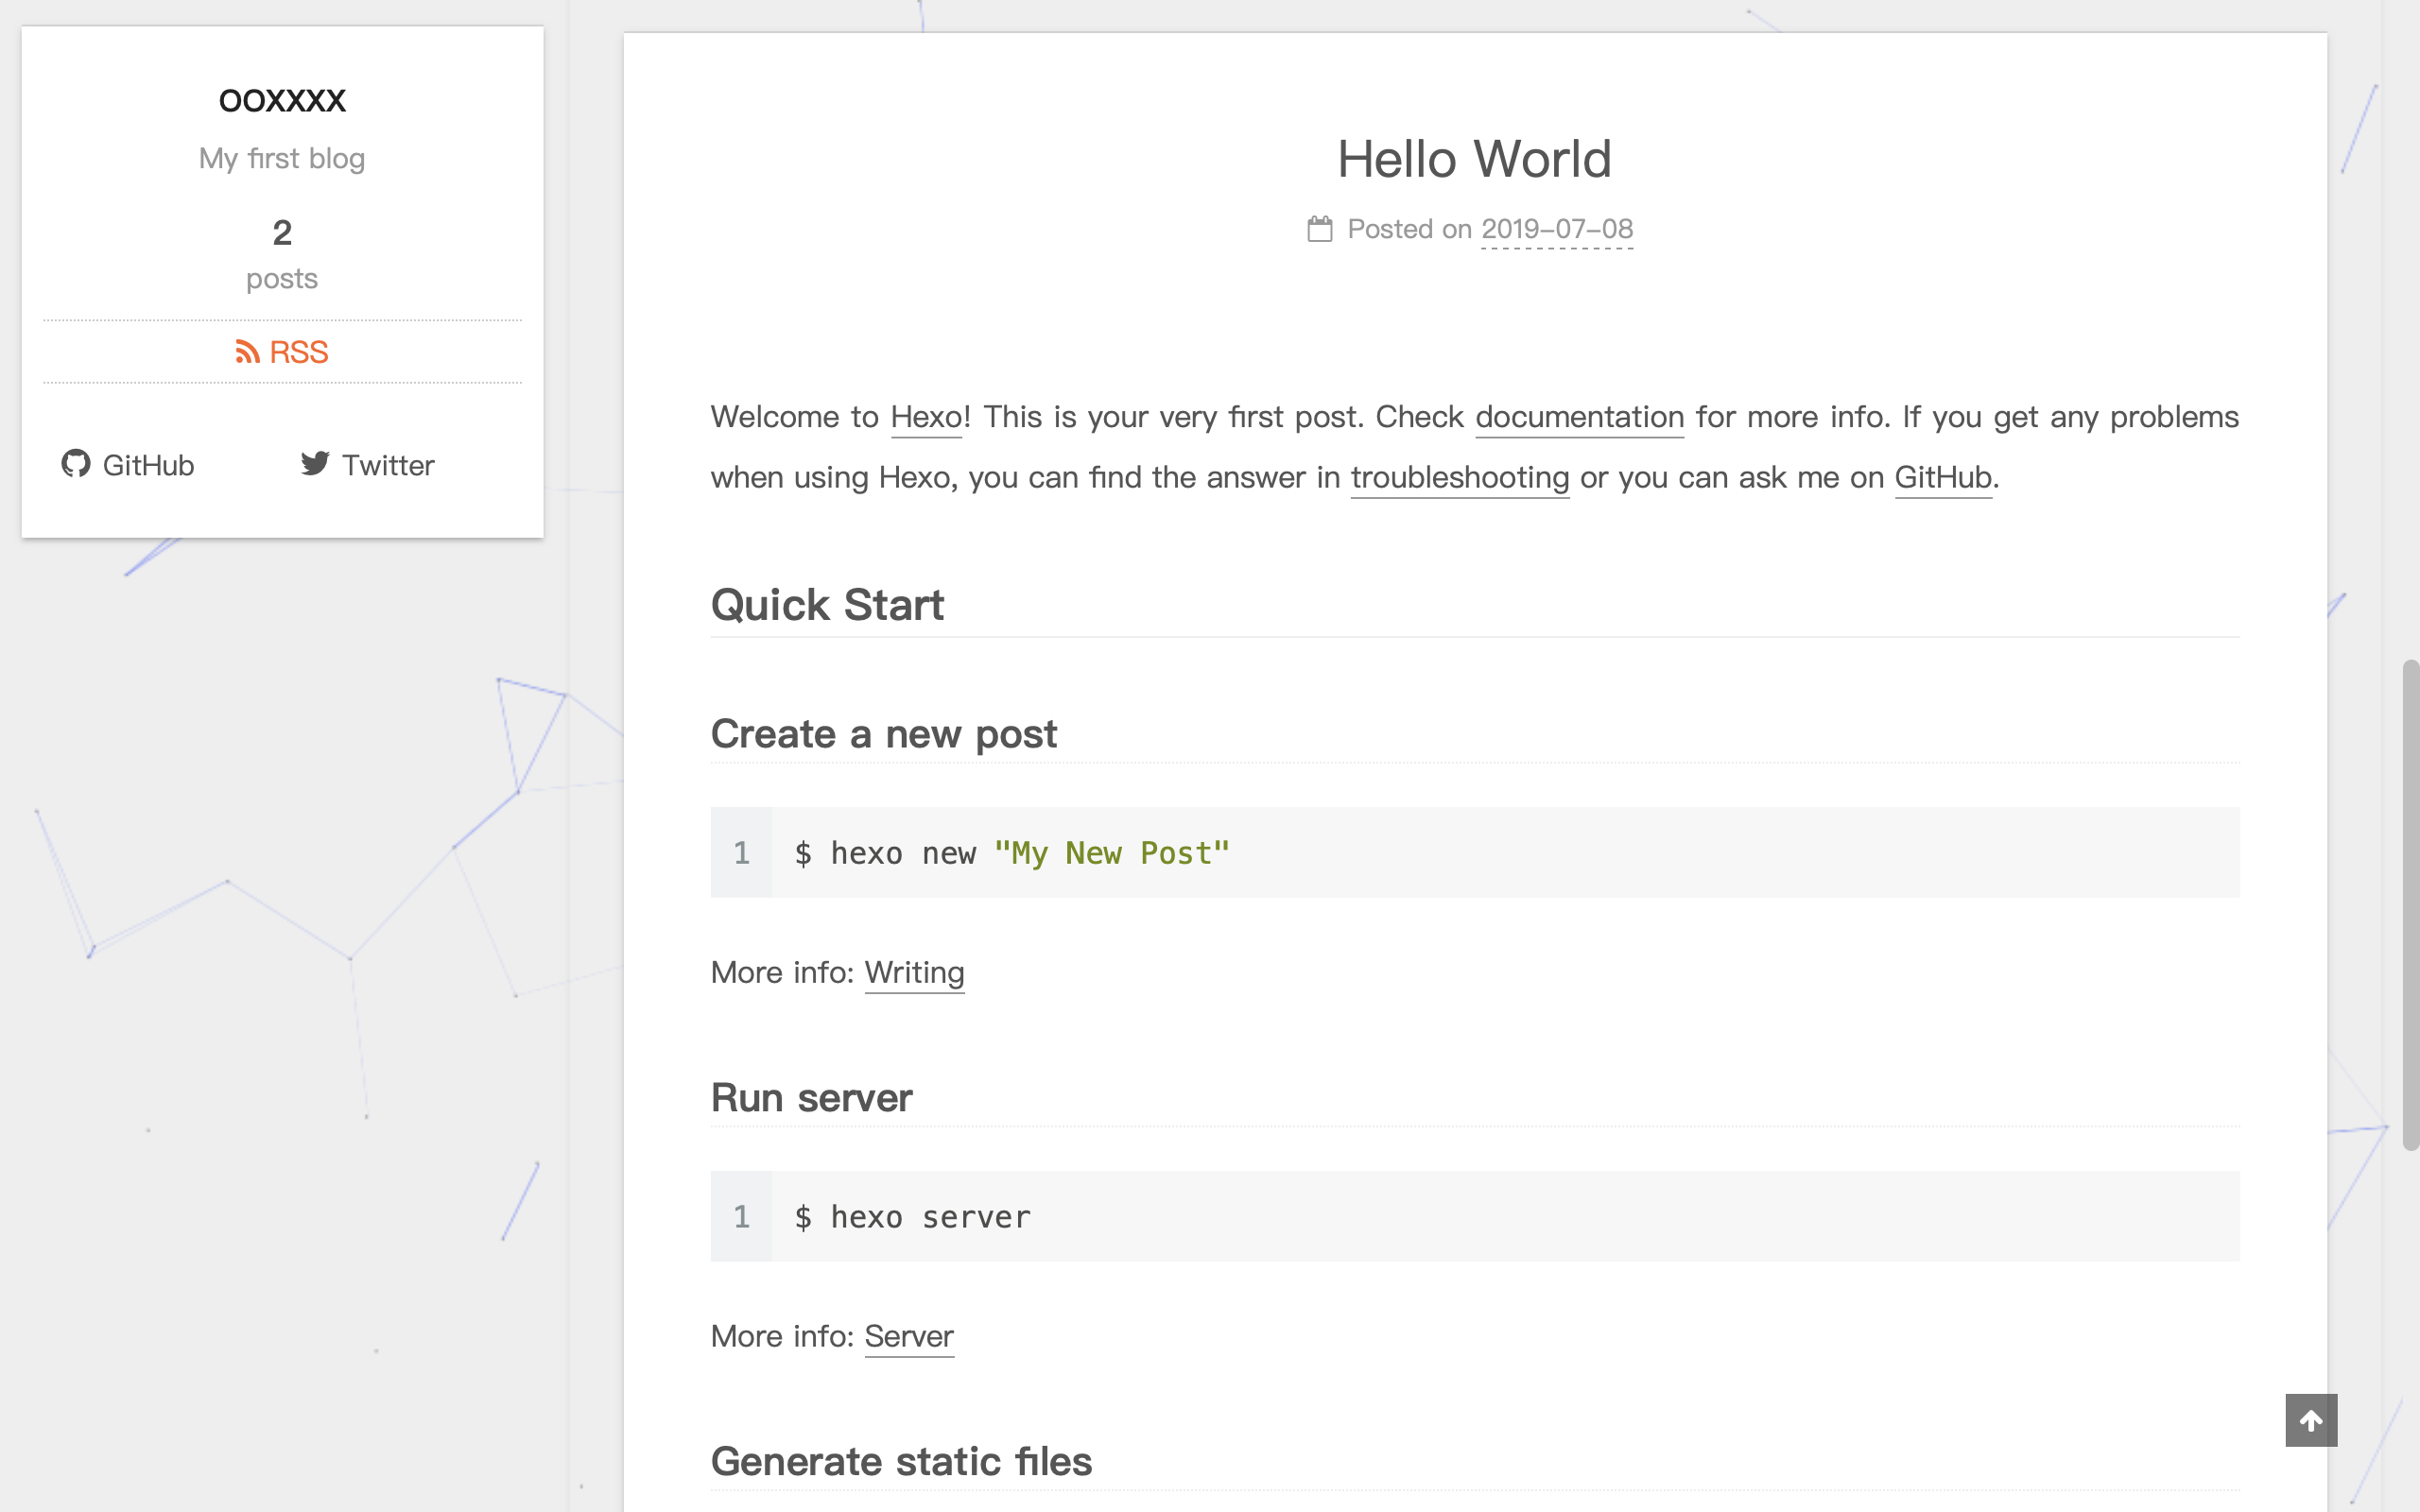 ooxxxx
My first blog
2
posts
RSS
GitHub
Twitter
Hello World
Posted on 2019-07-08
Welcome to Hexo! This is your very first post. Check documentation for more info. If you get any problems
when using Hexo, you can find the answer in troubleshooting or you can ask me on GitHub.
Quick Start
Create a new post
1 $ hexo new "My New Post"
More info: Writing
Run server
1 $ hexo server
More info: Server
Generate static files